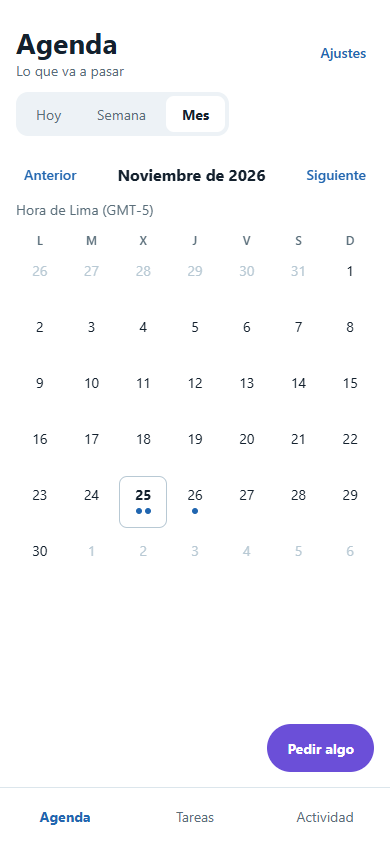 Agenda
Ajustes
Lo que va a pasar
Hoy Semana Mes
Anterior Noviembre de 2026 Siguiente
Hora de Lima (GMT-5)
L M X J V S D
26 27 28 29 30 31 1
2 3 4 5 6 7 8
9 10 11 12 13 14 15
16 17 18 19 20 21 22
23 24 25 26 27 28 29
30 1 2 3 4 5 6
Pedir algo
Agenda Tareas Actividad